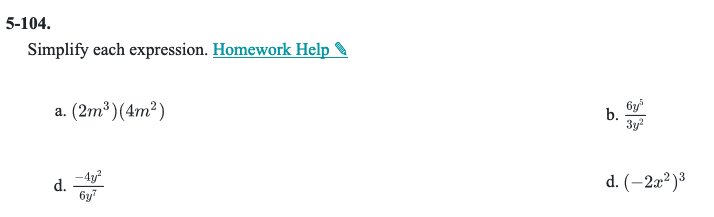 5-104.
Simplify each expression. Homework Help ✎
a. (2m³)(4m²)
b. 6y⁵/3y²
d. −4y²/6y⁷
d. (−2x²)³